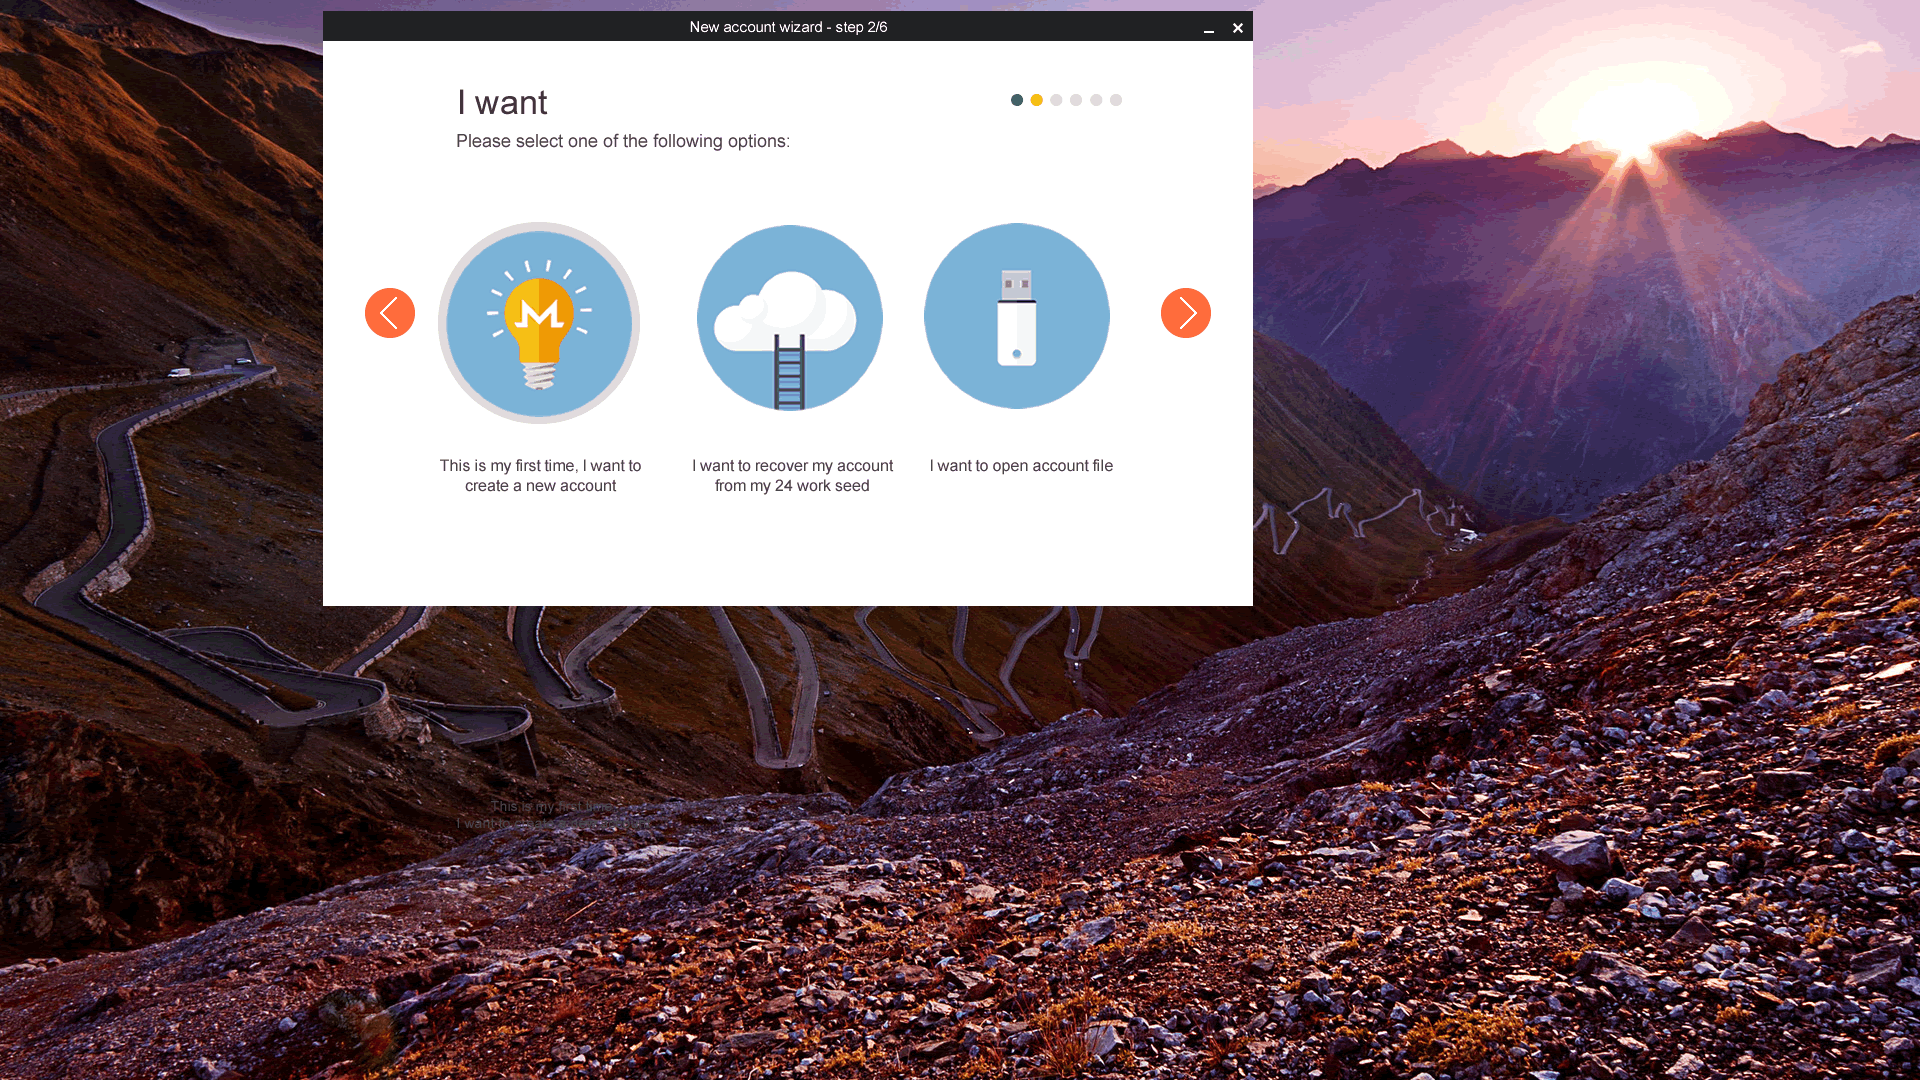 New account wizard - step 2/6
I want
Please select one of the following options:
This is my first time, I want to
create a new account
I want to recover my account
from my 24 work seed
I want to open account file
This is my first time
I want to